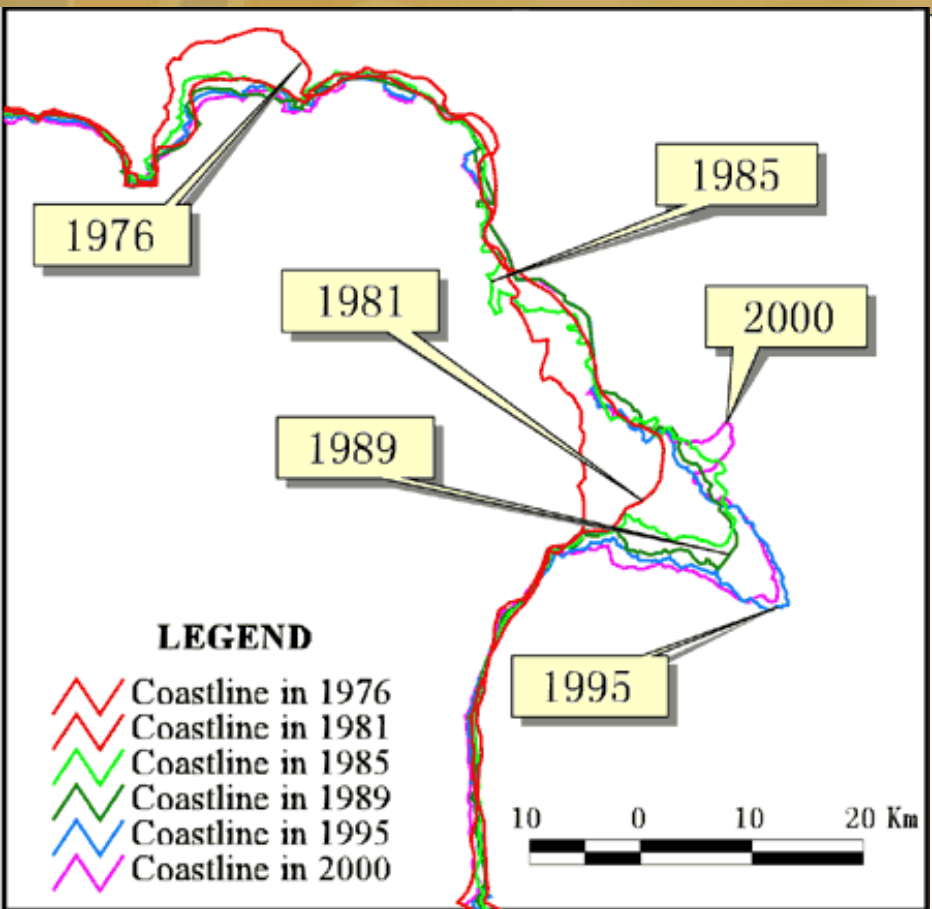 1976
1985
1981
2000
1989
1995
LEGEND
Coastline in 1976
Coastline in 1981
Coastline in 1985
Coastline in 1989
Coastline in 1995
Coastline in 2000
10 0 10 20 Km